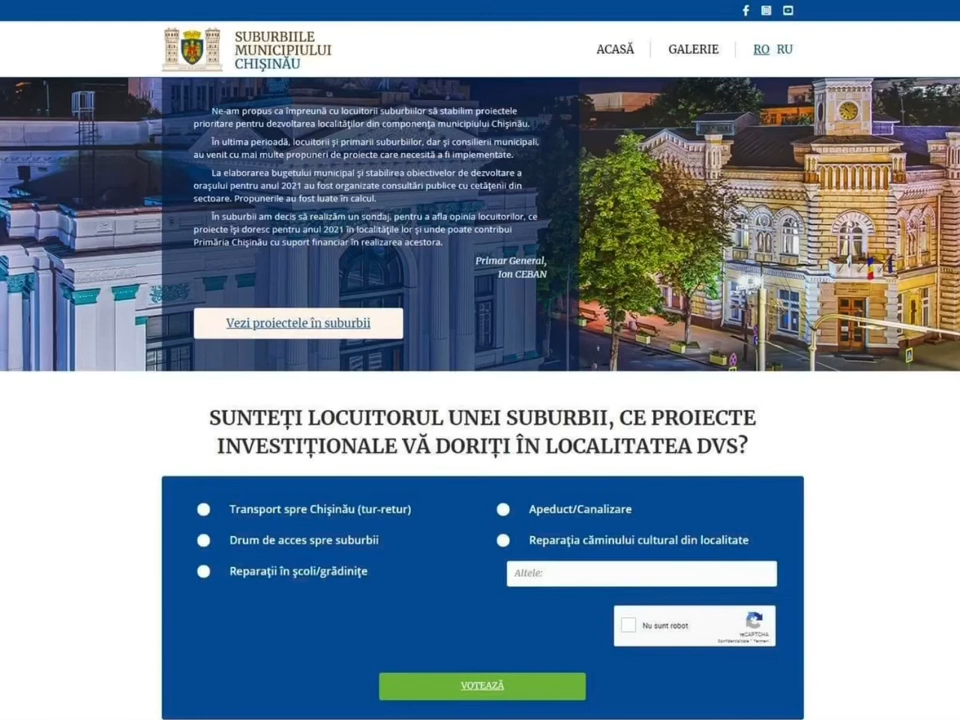 SUBURBIILE
MUNICIPIULUI
CHIȘINĂU
ACASĂ
GALERIE
RO
RU
Ne-am propus ca împreună cu locuitorii suburbiilor să stabilim proiectele
prioritare pentru dezvoltarea localităților din componența municipiului Chișinău.
În ultima perioadă, locuitorii și primarii suburbiilor, dar și consilierii municipali,
au venit cu mai multe propuneri de proiecte care necesită a fi implementate.
La elaborarea bugetului municipal și stabilirea obiectivelor de dezvoltare a
orașului pentru anul 2021 au fost organizate consultări publice cu cetățenii din
sectoare. Propunerile au fost luate în calcul.
În suburbii am decis să realizăm un sondaj, pentru a afla opinia locuitorilor, ce
proiecte își doresc pentru anul 2021 în localitățile lor și unde poate contribui
Primăria Chișinău cu suport financiar în realizarea acestora.
Primar General,
Ion CEBAN
Vezi proiectele în suburbii
SUNTEȚI LOCUITORUL UNEI SUBURBII, CE PROIECTE
INVESTIȚIONALE VĂ DORIȚI ÎN LOCALITATEA DVS?
Transport spre Chișinău (tur-retur)
Drum de acces spre suburbii
Reparații în școli/grădinițe
Apeduct/Canalizare
Reparația căminului cultural din localitate
Altele:
Nu sunt robot
reCAPTCHA
Confidențialitate - Termeni
VOTEAZĂ